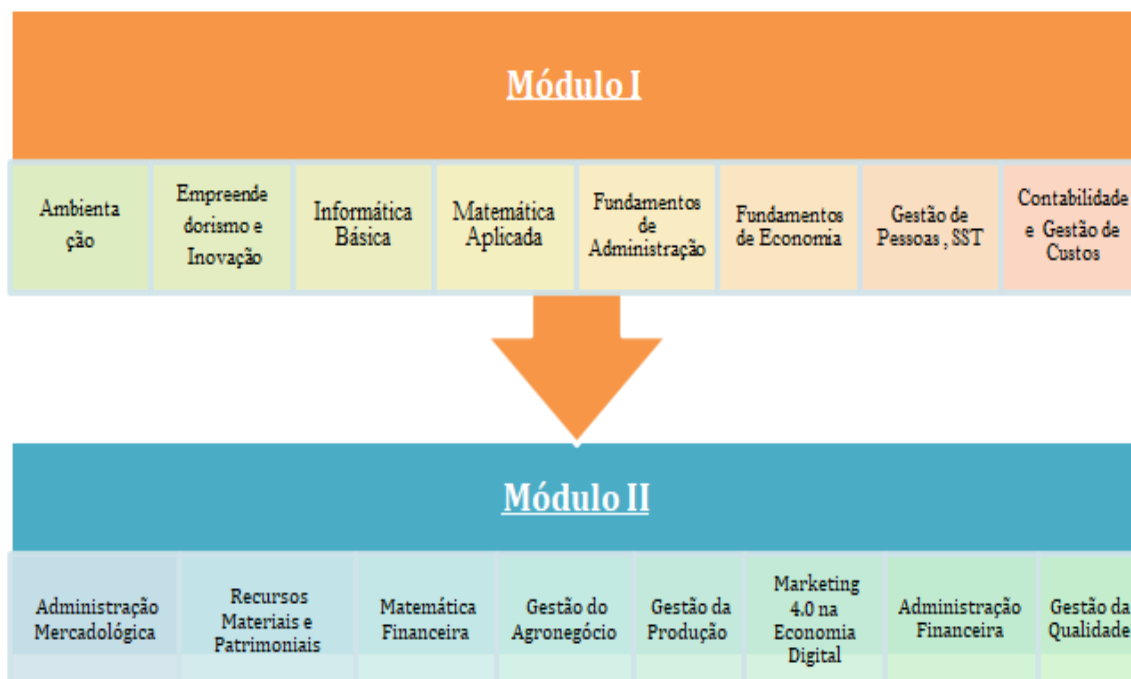 Módulo I
Ambienta
ção
Empreende
dorismo e
Inovação
Informática
Básica
Matemática
Aplicada
Fundamentos
de
Administração
Fundamentos
de Economia
Gestão de
Pessoas , SST
Contabilidade
e Gestão de
Custos
Módulo II
Administração
Mercadológica
Recursos
Materiais e
Patrimoniais
Matemática
Financeira
Gestão do
Agronegócio
Gestão da
Produção
Marketing
4.0 na
Economia
Digital
Administração
Financeira
Gestão da
Qualidade